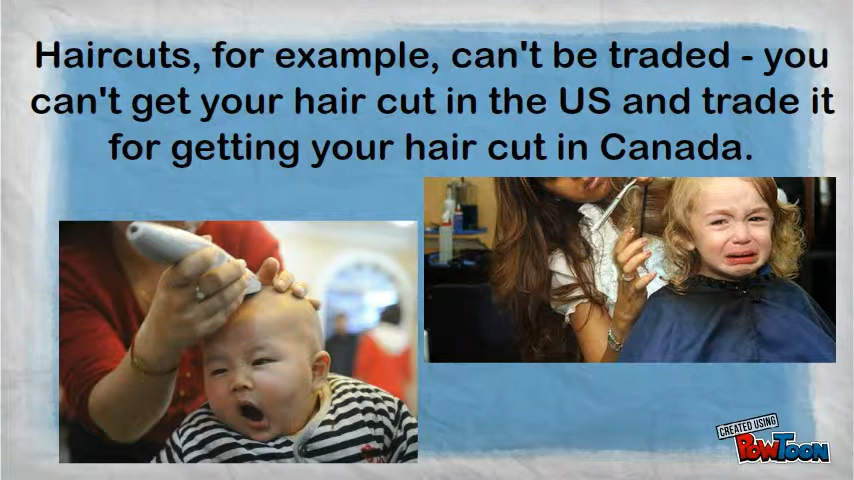 Haircuts, for example, can't be traded - you
can't get your hair cut in the US and trade it
for getting your hair cut in Canada.
CREATED USING
POWTOON